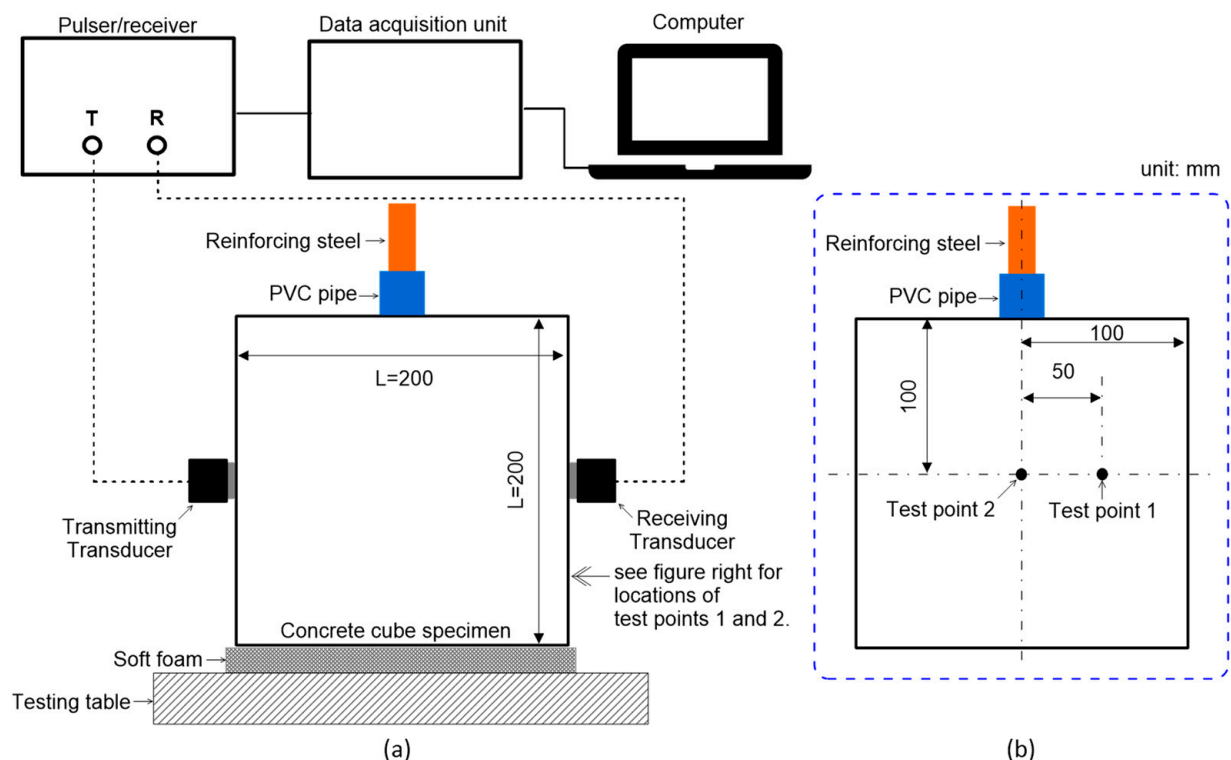 Pulser/receiver
Data acquisition unit
Computer
T
R
unit: mm
Reinforcing steel
PVC pipe
L=200
L=200
Transmitting
Transducer
Receiving
Transducer
see figure right for
locations of
test points 1 and 2.
Concrete cube specimen
Soft foam
Testing table
(a)
Reinforcing steel
PVC pipe
100
50
100
Test point 2
Test point 1
(b)